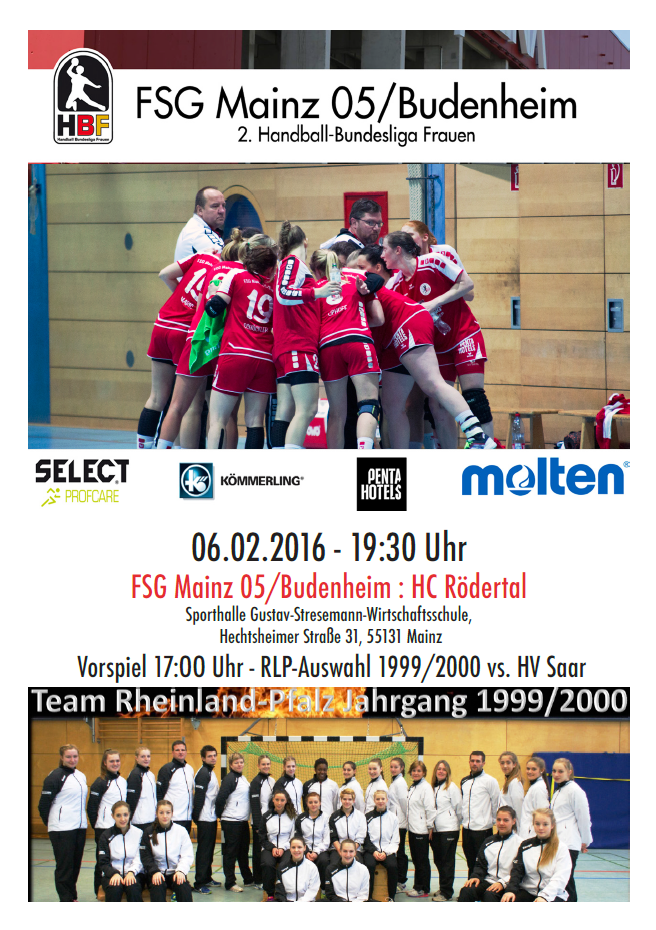 HBF
Handball Bundesliga Frauen
FSG Mainz 05/Budenheim
2. Handball-Bundesliga Frauen
19
PENTA
HOTELS
SELECT
PROFCARE
KÖMMERLING®
PENTA
HOTELS
molten®
06.02.2016 - 19:30 Uhr
FSG Mainz 05/Budenheim : HC Rödertal
Sporthalle Gustav-Stresemann-Wirtschaftsschule,
Hechtsheimer Straße 31, 55131 Mainz
Vorspiel 17:00 Uhr - RLP-Auswahl 1999/2000 vs. HV Saar
Team Rheinland-Pfalz Jahrgang 1999/2000